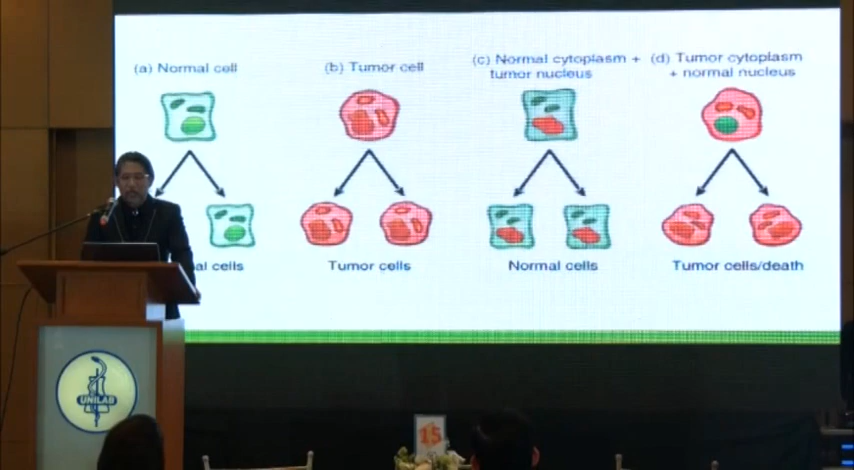 (a) Normal cell
(b) Tumor cell
(c) Normal cytoplasm +
tumor nucleus
(d) Tumor cytoplasm
+ normal nucleus
al cells
Tumor cells
Normal cells
Tumor cells/death
UNILAB
15